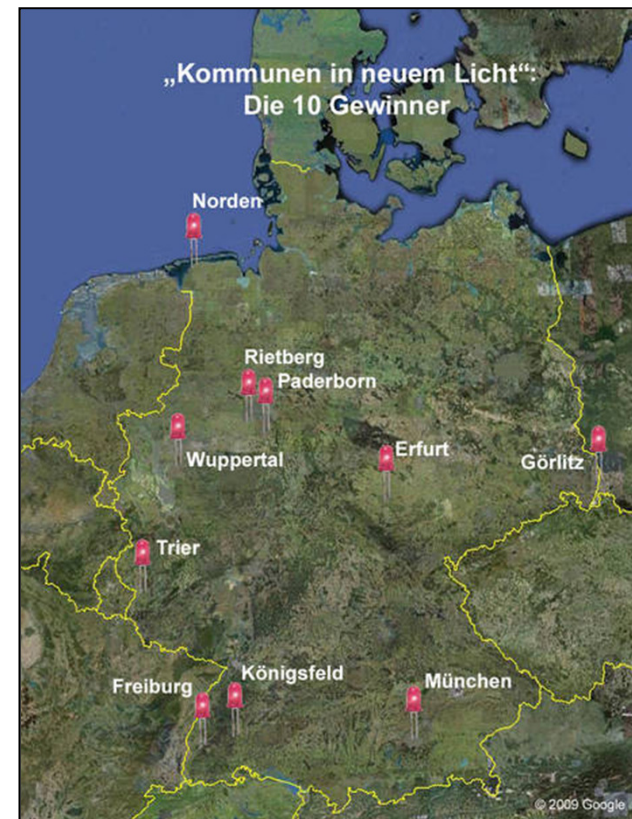 „Kommunen in neuem Licht“:
Die 10 Gewinner
Norden
Rietberg
Paderborn
Wuppertal
Erfurt
Görlitz
Trier
Königsfeld
Freiburg
München
© 2009 Google